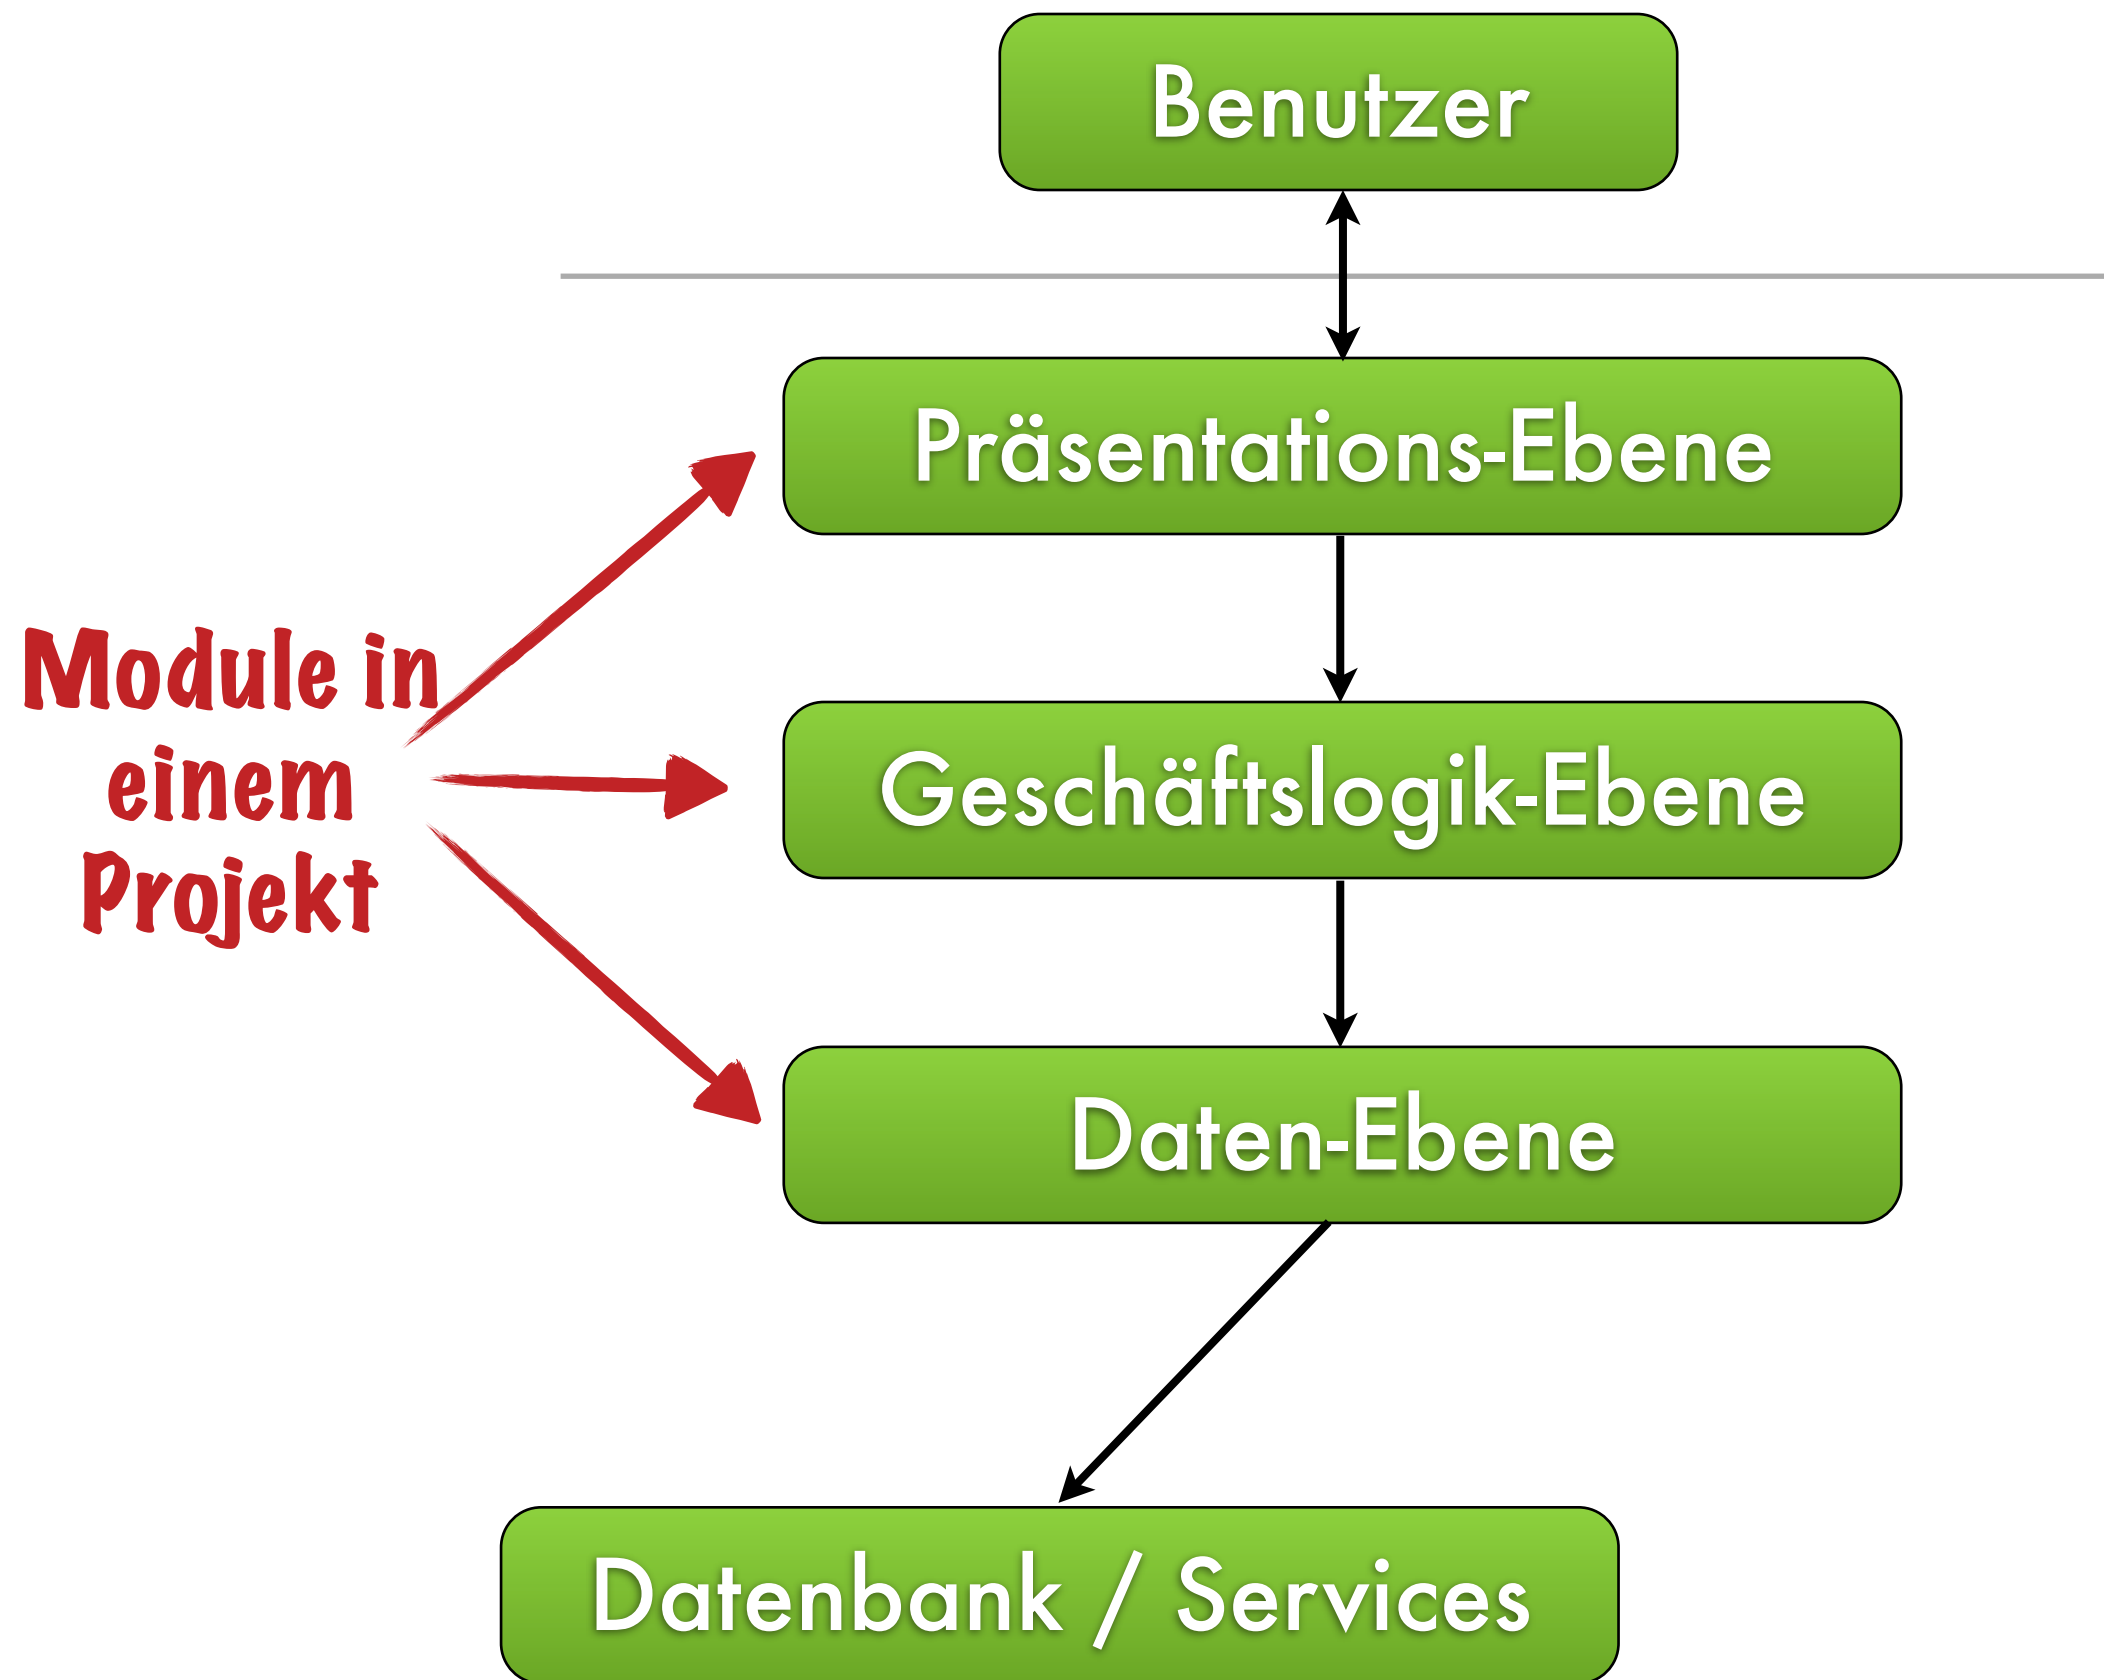 Benutzer
Präsentations-Ebene
Module in
einem
Projekt
Geschäftslogik-Ebene
Daten-Ebene
Datenbank / Services